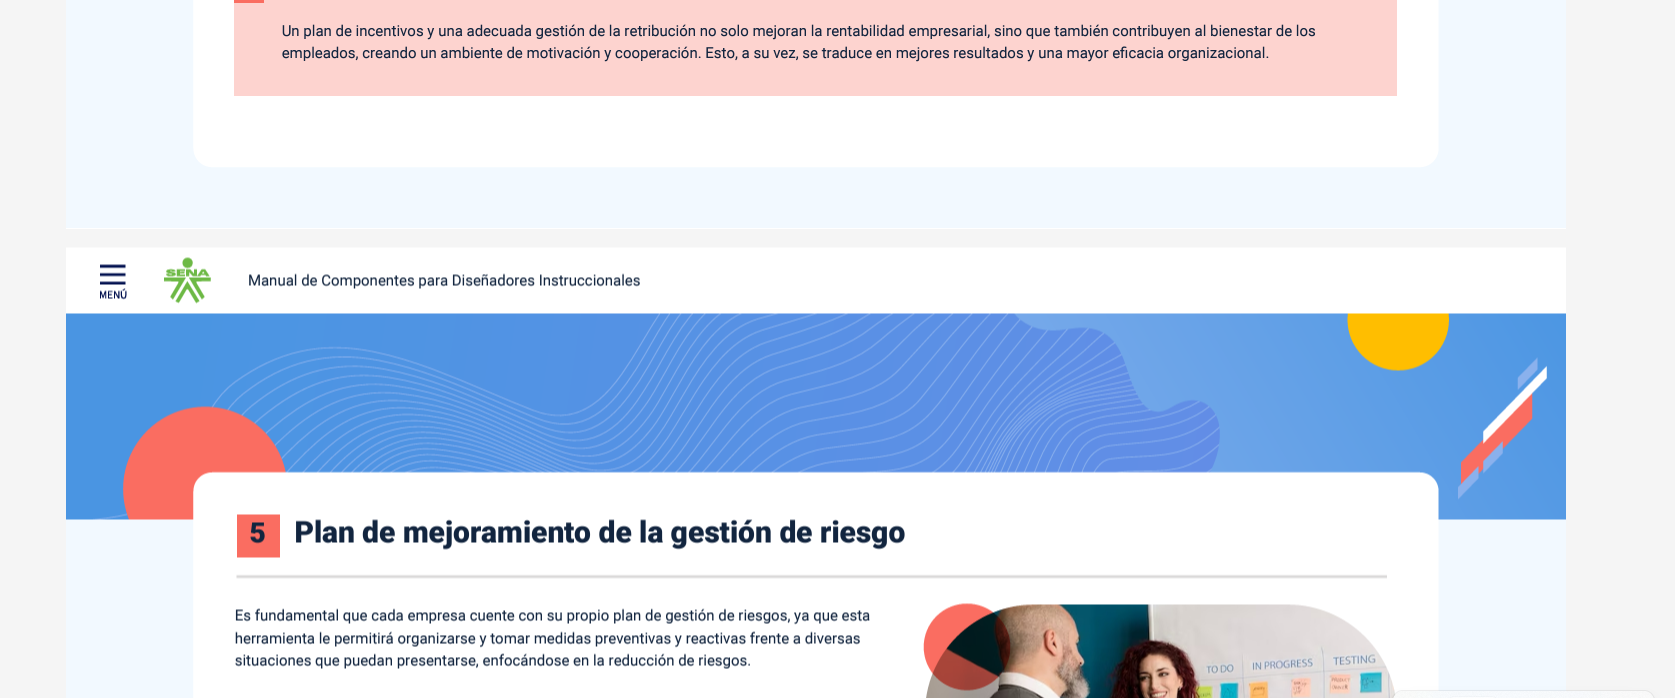 Un plan de incentivos y una adecuada gestión de la retribución no solo mejoran la rentabilidad empresarial, sino que también contribuyen al bienestar de los
empleados, creando un ambiente de motivación y cooperación. Esto, a su vez, se traduce en mejores resultados y una mayor eficacia organizacional.
MENÚ
SENA
Manual de Componentes para Diseñadores Instruccionales
5 Plan de mejoramiento de la gestión de riesgo
Es fundamental que cada empresa cuente con su propio plan de gestión de riesgos, ya que esta
herramienta le permitirá organizarse y tomar medidas preventivas y reactivas frente a diversas
situaciones que puedan presentarse, enfocándose en la reducción de riesgos.
TO DO IN PROGRESS TESTING